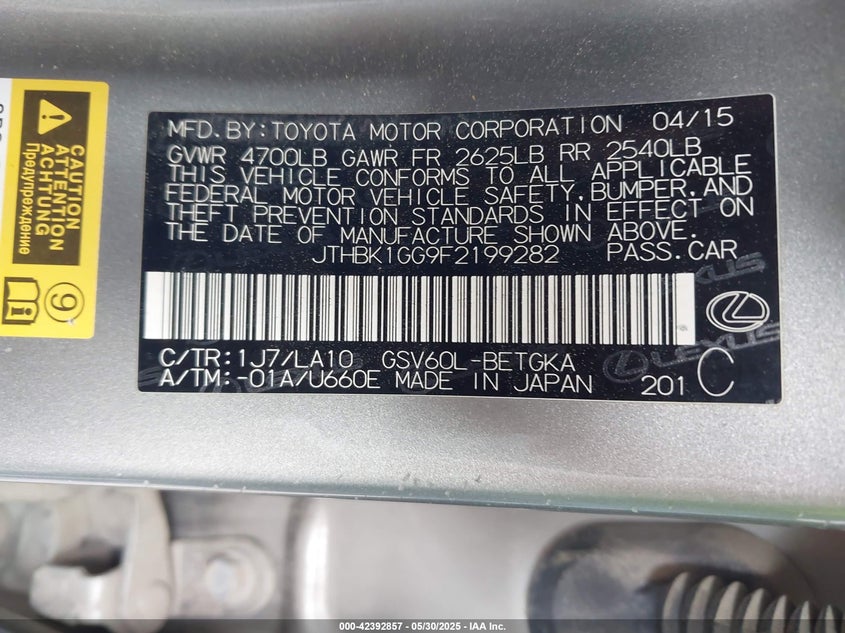 MFD.BY:TOYOTA MOTOR CORPORATION 04/15
GVWR 4700LB GAWR FR 2625LB RR 2540LB
THIS VEHICLE CONFORMS TO ALL APPLICABLE
FEDERAL MOTOR VEHICLE SAFETY,BUMPER,AND
THEFT PREVENTION STANDARDS IN EFFECT ON
THE DATE OF MANUFACTURE SHOWN ABOVE.
JTHBK1GG9F2199282 PASS.CAR
C/TR:1J7/LA10 GSV60L-BETGKA
A/TM:-01A/U660E MADE IN JAPAN 201 C
LEXUS
CAUTION
ATTENTION
ACHTUNG
Предупреждение
9
000-42392857 - 05/30/2025 - IAA Inc.